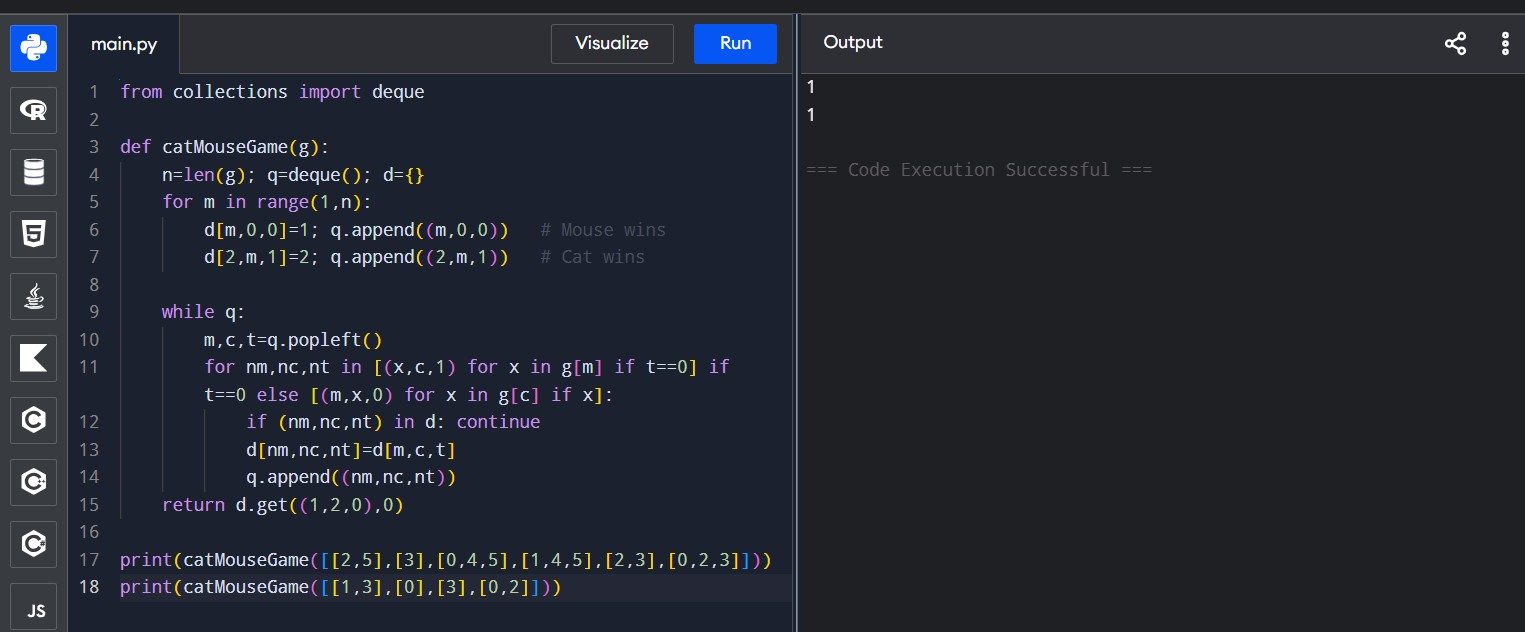 main.py
Visualize
Run
Output
1 from collections import deque
2
3 def catMouseGame(g):
4     n=len(g); q=deque(); d={}
5     for m in range(1,n):
6         d[m,0,0]=1; q.append((m,0,0))   # Mouse wins
7         d[2,m,1]=2; q.append((2,m,1))   # Cat wins
8
9     while q:
10         m,c,t=q.popleft()
11         for nm,nc,nt in [(x,c,1) for x in g[m] if t==0] if
        t==0 else [(m,x,0) for x in g[c] if x]:
12             if (nm,nc,nt) in d: continue
13             d[nm,nc,nt]=d[m,c,t]
14             q.append((nm,nc,nt))
15     return d.get((1,2,0),0)
16
17 print(catMouseGame([[2,5],[3],[0,4,5],[1,4,5],[2,3],[0,2,3]]))
18 print(catMouseGame([[1,3],[0],[3],[0,2]]))
JS
1
1
=== Code Execution Successful ===